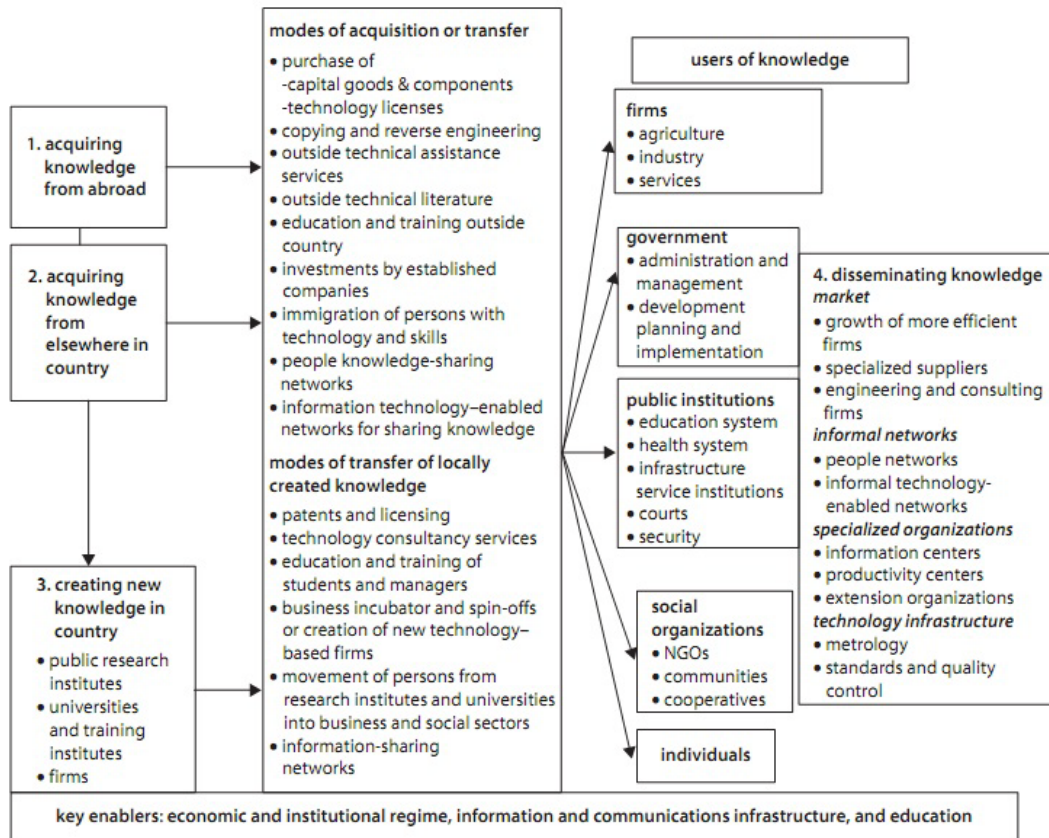 1. acquiring
knowledge
from abroad
2. acquiring
knowledge
from
elsewhere in
country
3. creating new
knowledge in
country
• public research
institutes
• universities
and training
institutes
• firms
modes of acquisition or transfer
• purchase of
-capital goods & components
-technology licenses
• copying and reverse engineering
• outside technical assistance
services
• outside technical literature
• education and training outside
country
• investments by established
companies
• immigration of persons with
technology and skills
• people knowledge-sharing
networks
• information technology–enabled
networks for sharing knowledge
modes of transfer of locally
created knowledge
• patents and licensing
• technology consultancy services
• education and training of
students and managers
• business incubator and spin-offs
or creation of new technology–
based firms
• movement of persons from
research institutes and universities
into business and social sectors
• information-sharing
networks
users of knowledge
firms
• agriculture
• industry
• services
government
• administration and
management
• development
planning and
implementation
public institutions
• education system
• health system
• infrastructure
service institutions
• courts
• security
social
organizations
• NGOs
• communities
• cooperatives
individuals
4. disseminating knowledge
market
• growth of more efficient
firms
• specialized suppliers
• engineering and consulting
firms
informal networks
• people networks
• informal technology-
enabled networks
specialized organizations
• information centers
• productivity centers
• extension organizations
technology infrastructure
• metrology
• standards and quality
control
key enablers: economic and institutional regime, information and communications infrastructure, and education